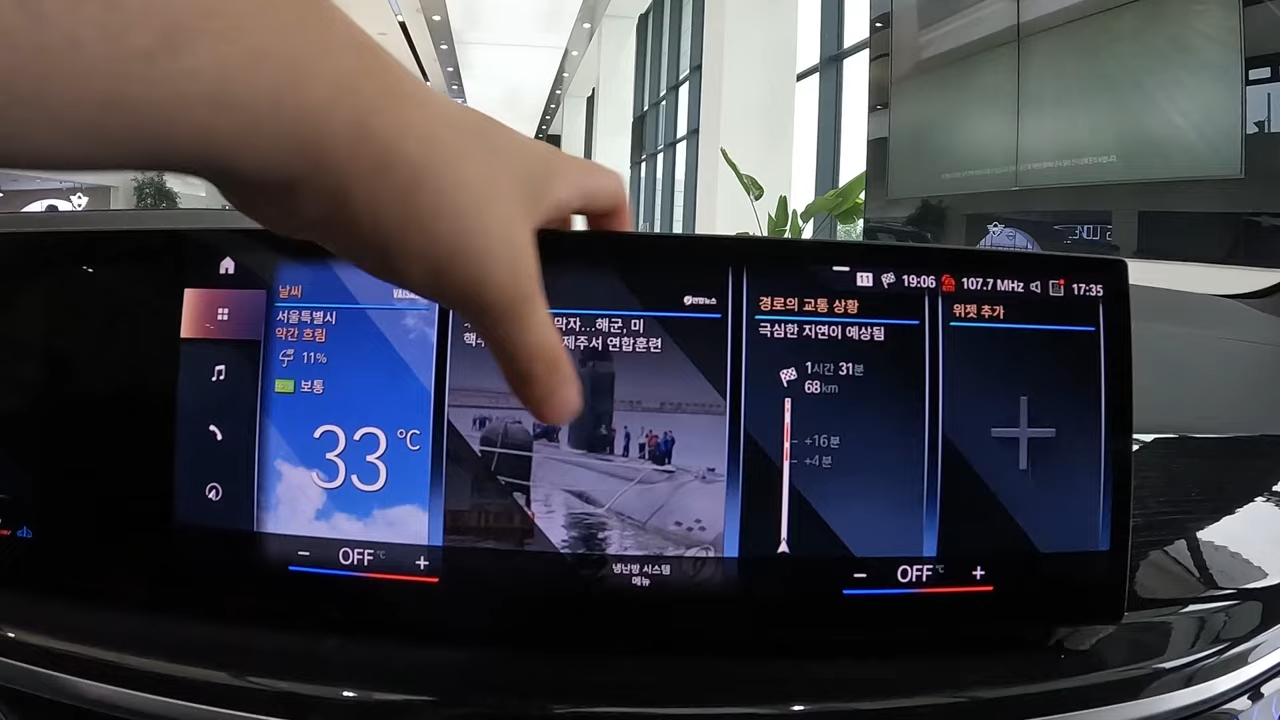 11 19:06 107.7 MHz 17:35
날씨
서울특별시
약간 흐림
11%
보통
33 °C
연합뉴스
막자…해군, 미
제주서 연합훈련
경로의 교통 상황
극심한 지연이 예상됨
1시간 31분
68 km
+16 분
+4 분
위젯 추가
− OFF °C +
냉난방 시스템
메뉴
− OFF °C +